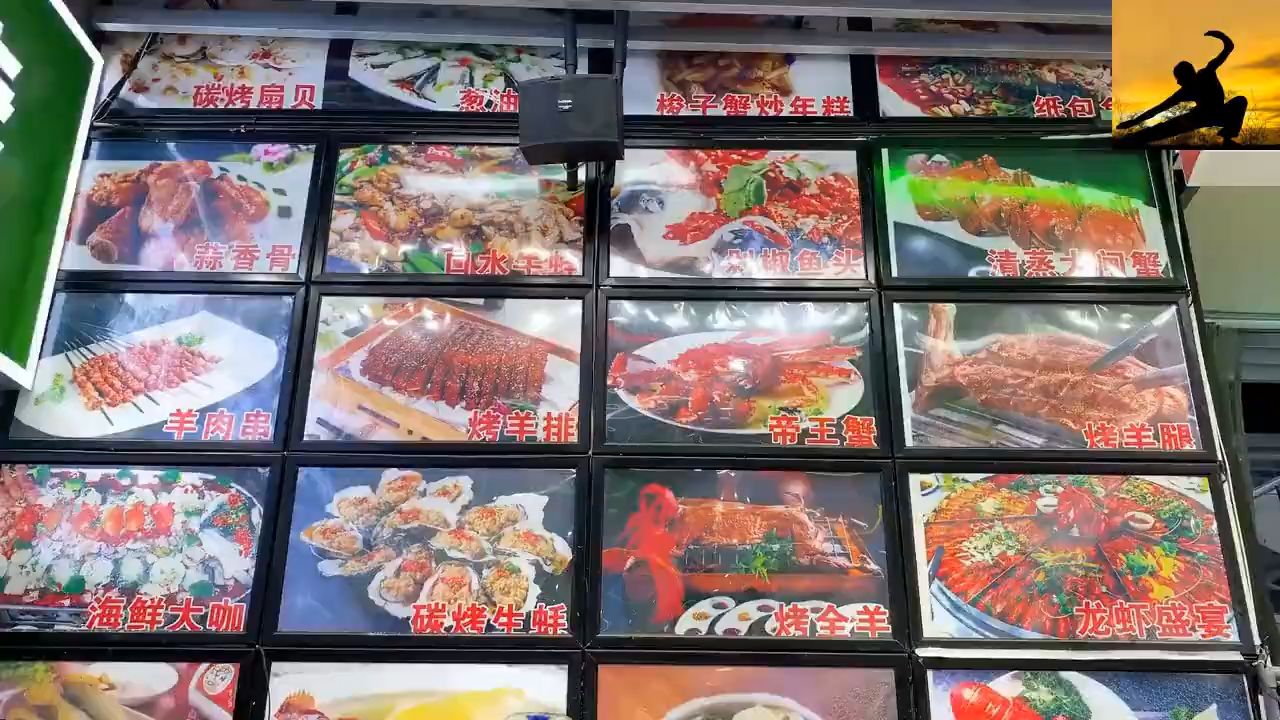 碳烤扇贝
葱油
梭子蟹炒年糕
纸包
蒜香骨
口水生蚝
剁椒鱼头
清蒸大闸蟹
羊肉串
烤羊排
帝王蟹
烤羊腿
海鲜大咖
碳烤生蚝
烤全羊
龙虾盛宴